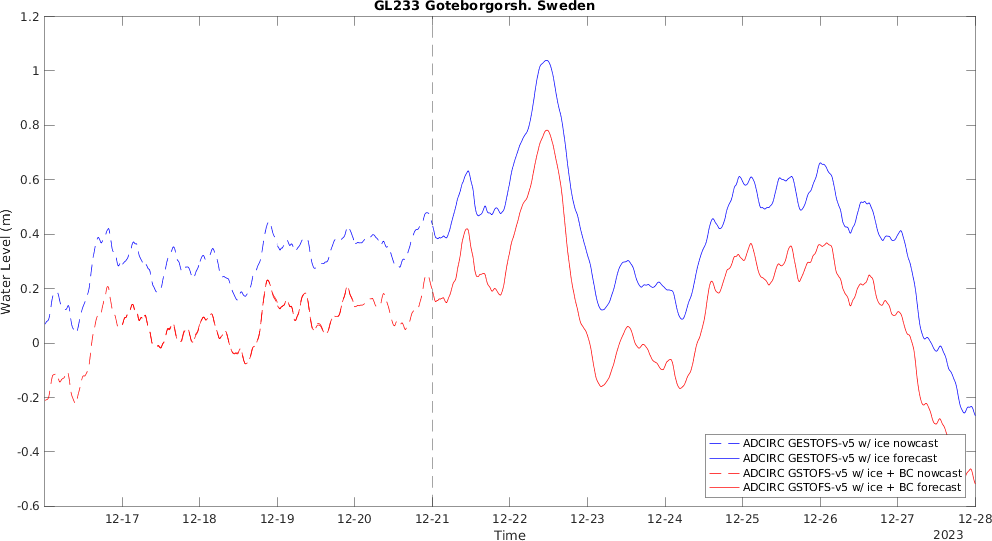 GL233 Goteborgorsh. Sweden
Water Level (m)
1.2
1
0.8
0.6
0.4
0.2
0
-0.2
-0.4
-0.6
ADCIRC GESTOFS-v5 w/ ice nowcast
ADCIRC GESTOFS-v5 w/ ice forecast
ADCIRC GSTOFS-v5 w/ ice + BC nowcast
ADCIRC GSTOFS-v5 w/ ice + BC forecast
12-17 12-18 12-19 12-20 12-21 12-22 12-23 12-24 12-25 12-26 12-27 12-28
Time
2023